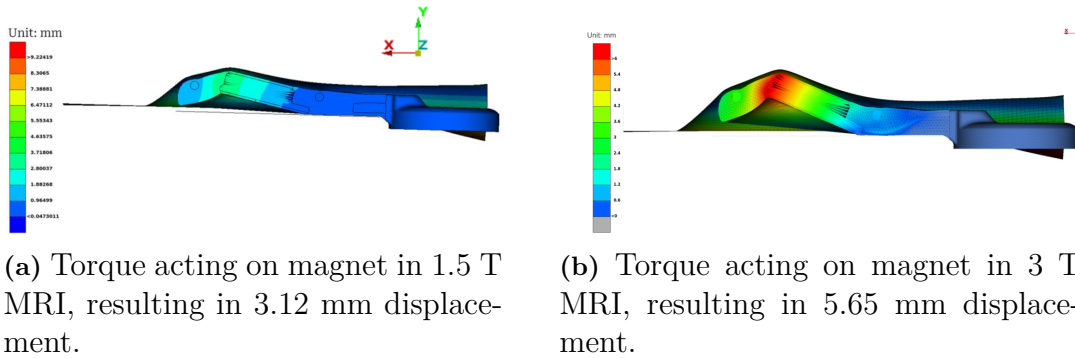 Unit: mm
>9.22419
8.3065
7.38881
6.47112
5.55343
4.63575
3.71806
2.80037
1.88268
0.96499
<0.0473011
Y
X
Z
Unit: mm
>6
5.4
4.8
4.2
3.6
3
2.4
1.8
1.2
0.6
<0
X
(a) Torque acting on magnet in 1.5 T
MRI, resulting in 3.12 mm displace-
ment.
(b) Torque acting on magnet in 3 T
MRI, resulting in 5.65 mm displace-
ment.